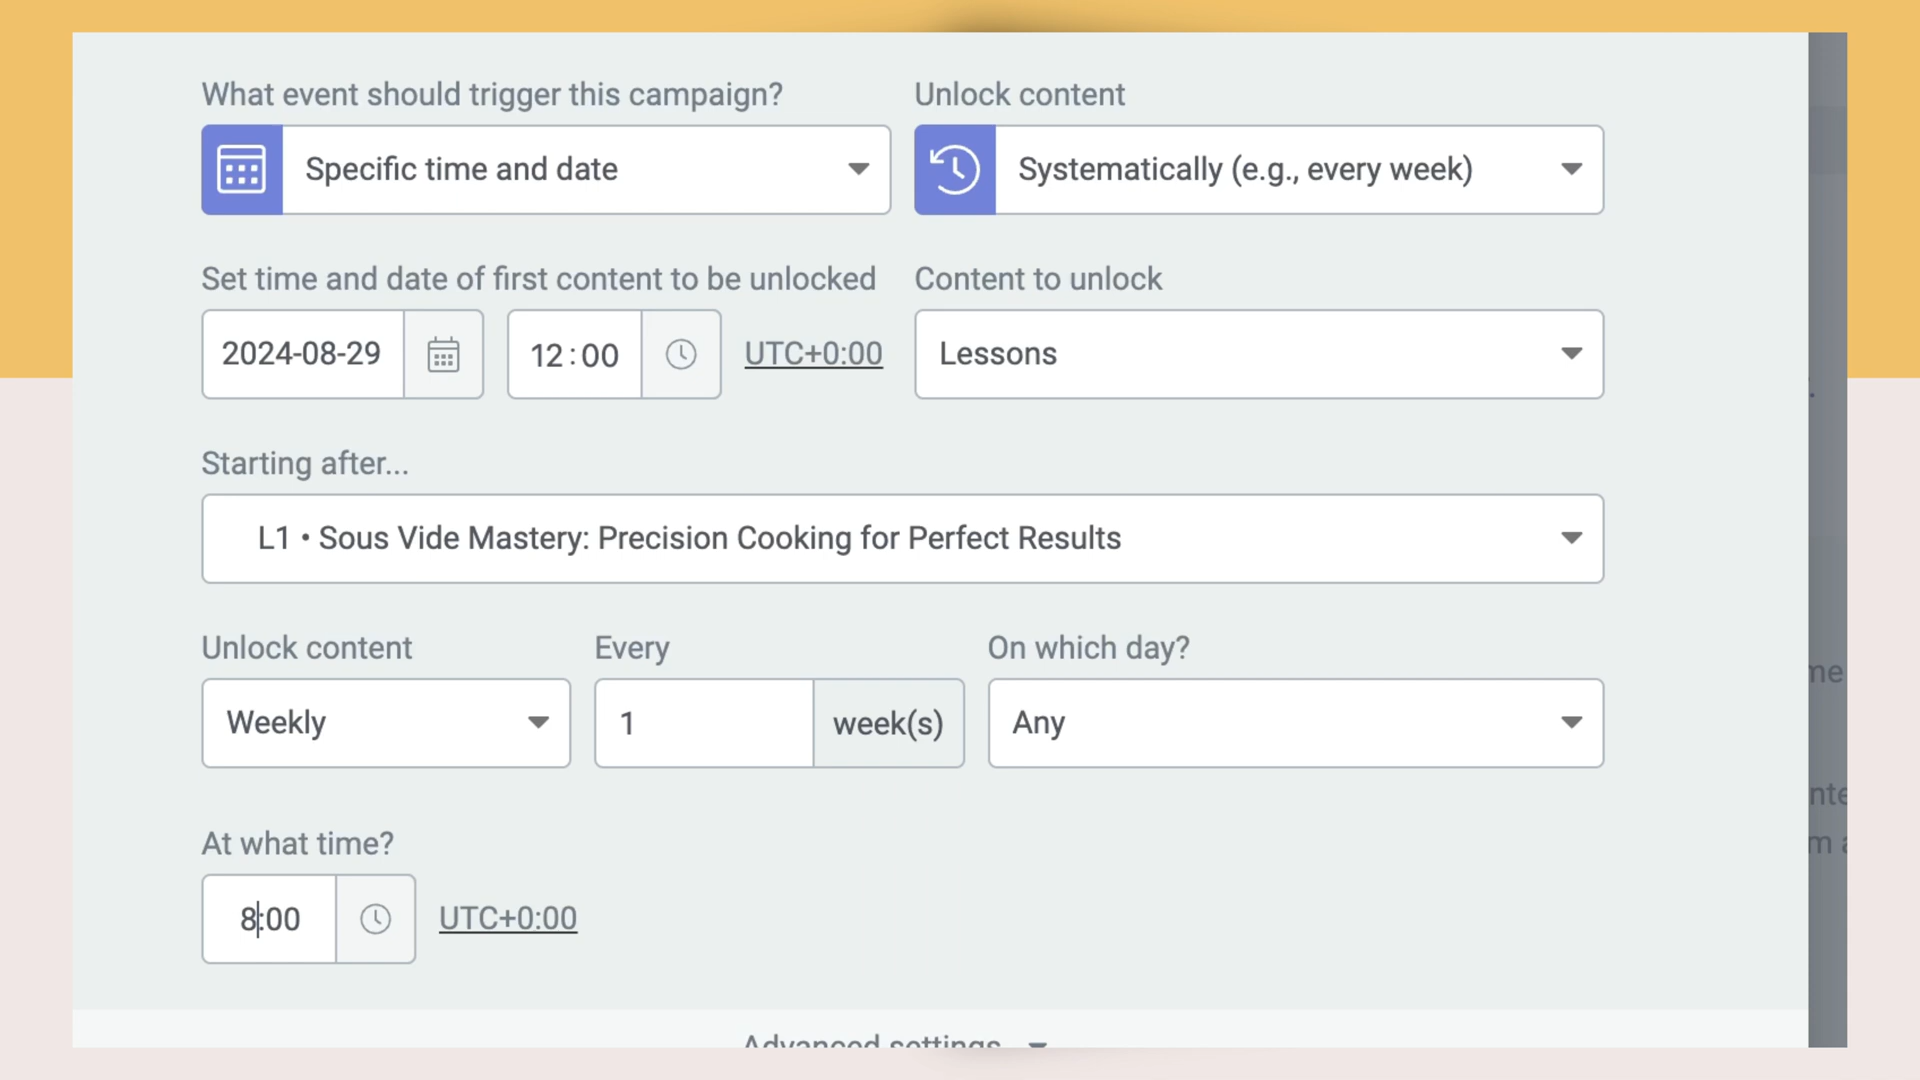 What event should trigger this campaign?
Unlock content
Specific time and date
Systematically (e.g., every week)
Set time and date of first content to be unlocked
Content to unlock
2024-08-29
12:00
UTC+0:00
Lessons
Starting after...
L1 • Sous Vide Mastery: Precision Cooking for Perfect Results
Unlock content
Every
On which day?
Weekly
1
week(s)
Any
At what time?
8:00
UTC+0:00
Advanced settings